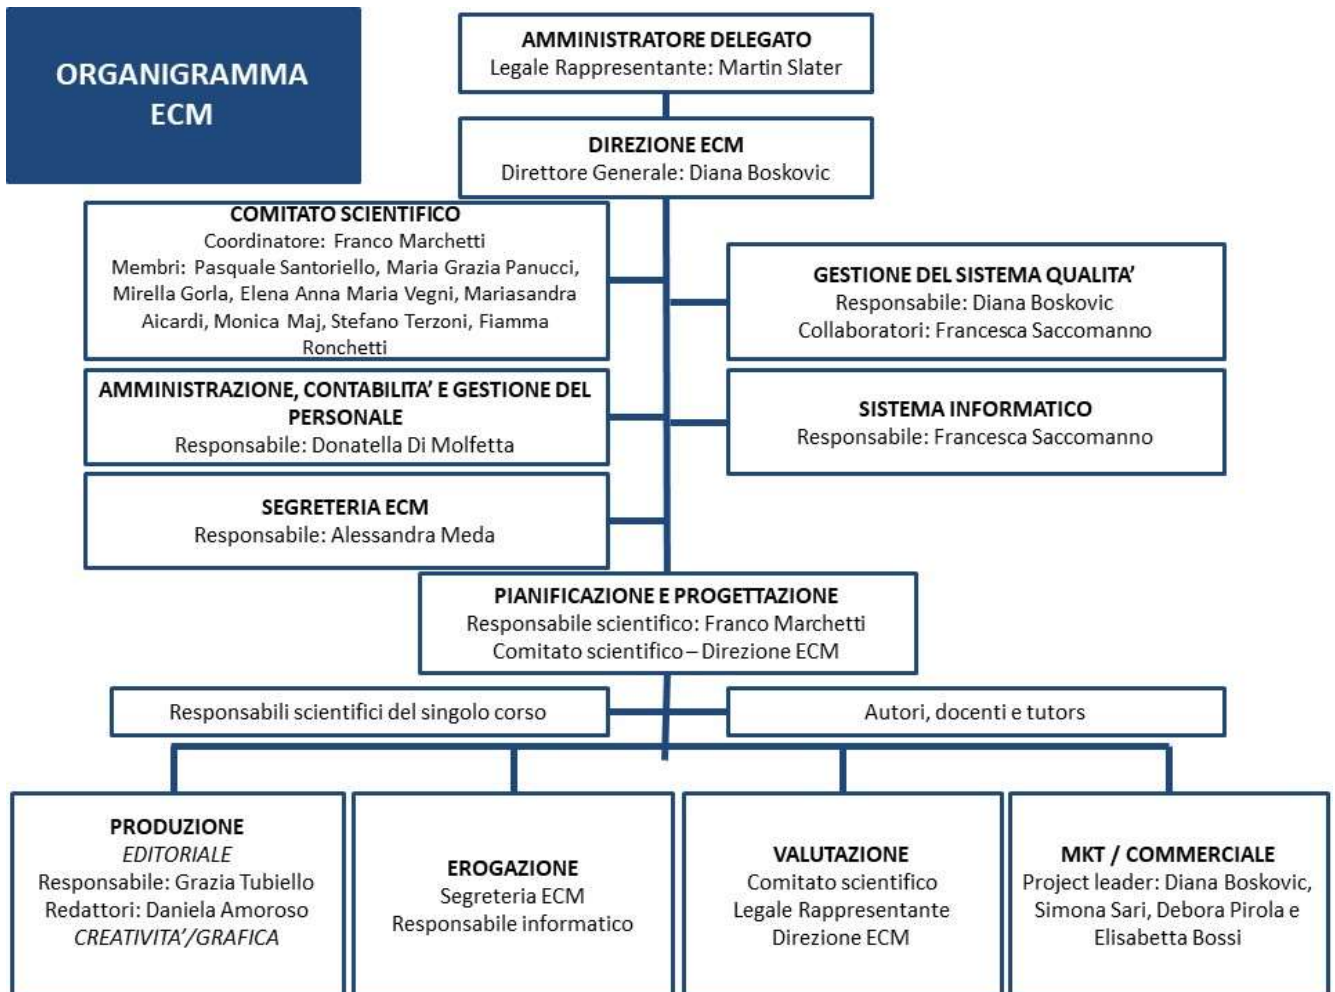 ORGANIGRAMMA
ECM
AMMINISTRATORE DELEGATO
Legale Rappresentante: Martin Slater
DIREZIONE ECM
Direttore Generale: Diana Boskovic
COMITATO SCIENTIFICO
Coordinatore: Franco Marchetti
Membri: Pasquale Santoriello, Maria Grazia Panucci,
Mirella Gorla, Elena Anna Maria Vegni, Mariasandra
Aicardi, Monica Maj, Stefano Terzoni, Fiamma
Ronchetti
GESTIONE DEL SISTEMA QUALITA’
Responsabile: Diana Boskovic
Collaboratori: Francesca Saccomanno
AMMINISTRAZIONE, CONTABILITA’ E GESTIONE DEL
PERSONALE
Responsabile: Donatella Di Molfetta
SISTEMA INFORMATICO
Responsabile: Francesca Saccomanno
SEGRETERIA ECM
Responsabile: Alessandra Meda
PIANIFICAZIONE E PROGETTAZIONE
Responsabile scientifico: Franco Marchetti
Comitato scientifico – Direzione ECM
Responsabili scientifici del singolo corso
Autori, docenti e tutors
PRODUZIONE
EDITORIALE
Responsabile: Grazia Tubiello
Redattori: Daniela Amoroso
CREATIVITA’/GRAFICA
EROGAZIONE
Segreteria ECM
Responsabile informatico
VALUTAZIONE
Comitato scientifico
Legale Rappresentante
Direzione ECM
MKT / COMMERCIALE
Project leader: Diana Boskovic,
Simona Sari, Debora Pirola e
Elisabetta Bossi